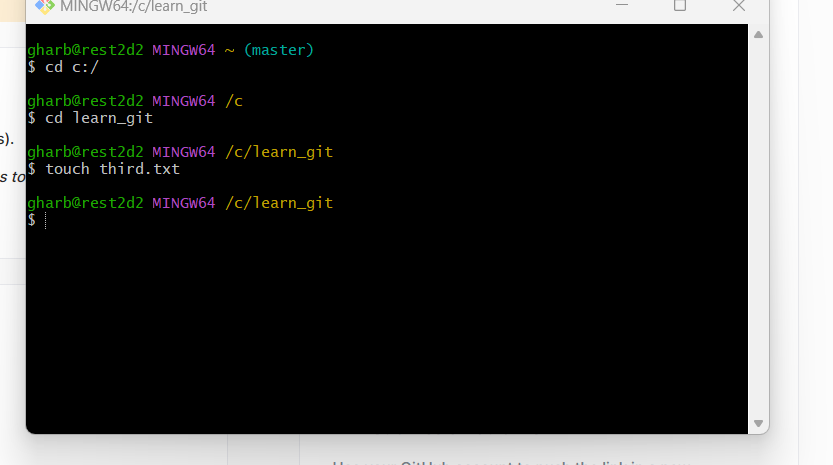 MINGW64:/c/learn_git
gharb@rest2d2 MINGW64 ~ (master)
$ cd c:/
gharb@rest2d2 MINGW64 /c
$ cd learn_git
s).
gharb@rest2d2 MINGW64 /c/learn_git
$ touch third.txt
s to
gharb@rest2d2 MINGW64 /c/learn_git
$